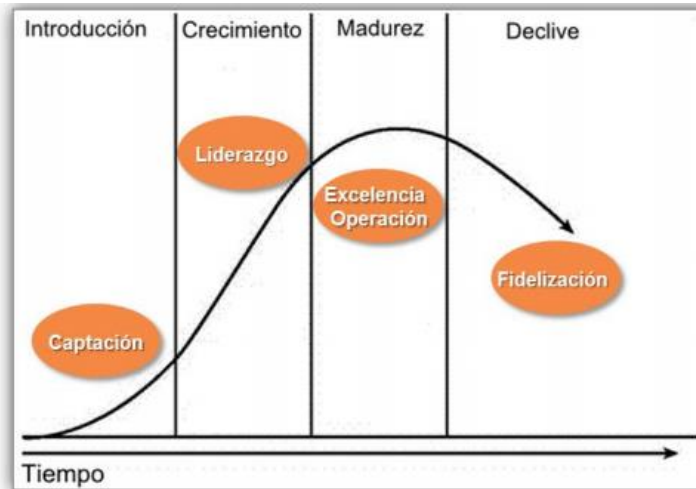 Introducción
Crecimiento
Madurez
Declive
Liderazgo
Excelencia
Operación
Fidelización
Captación
Tiempo